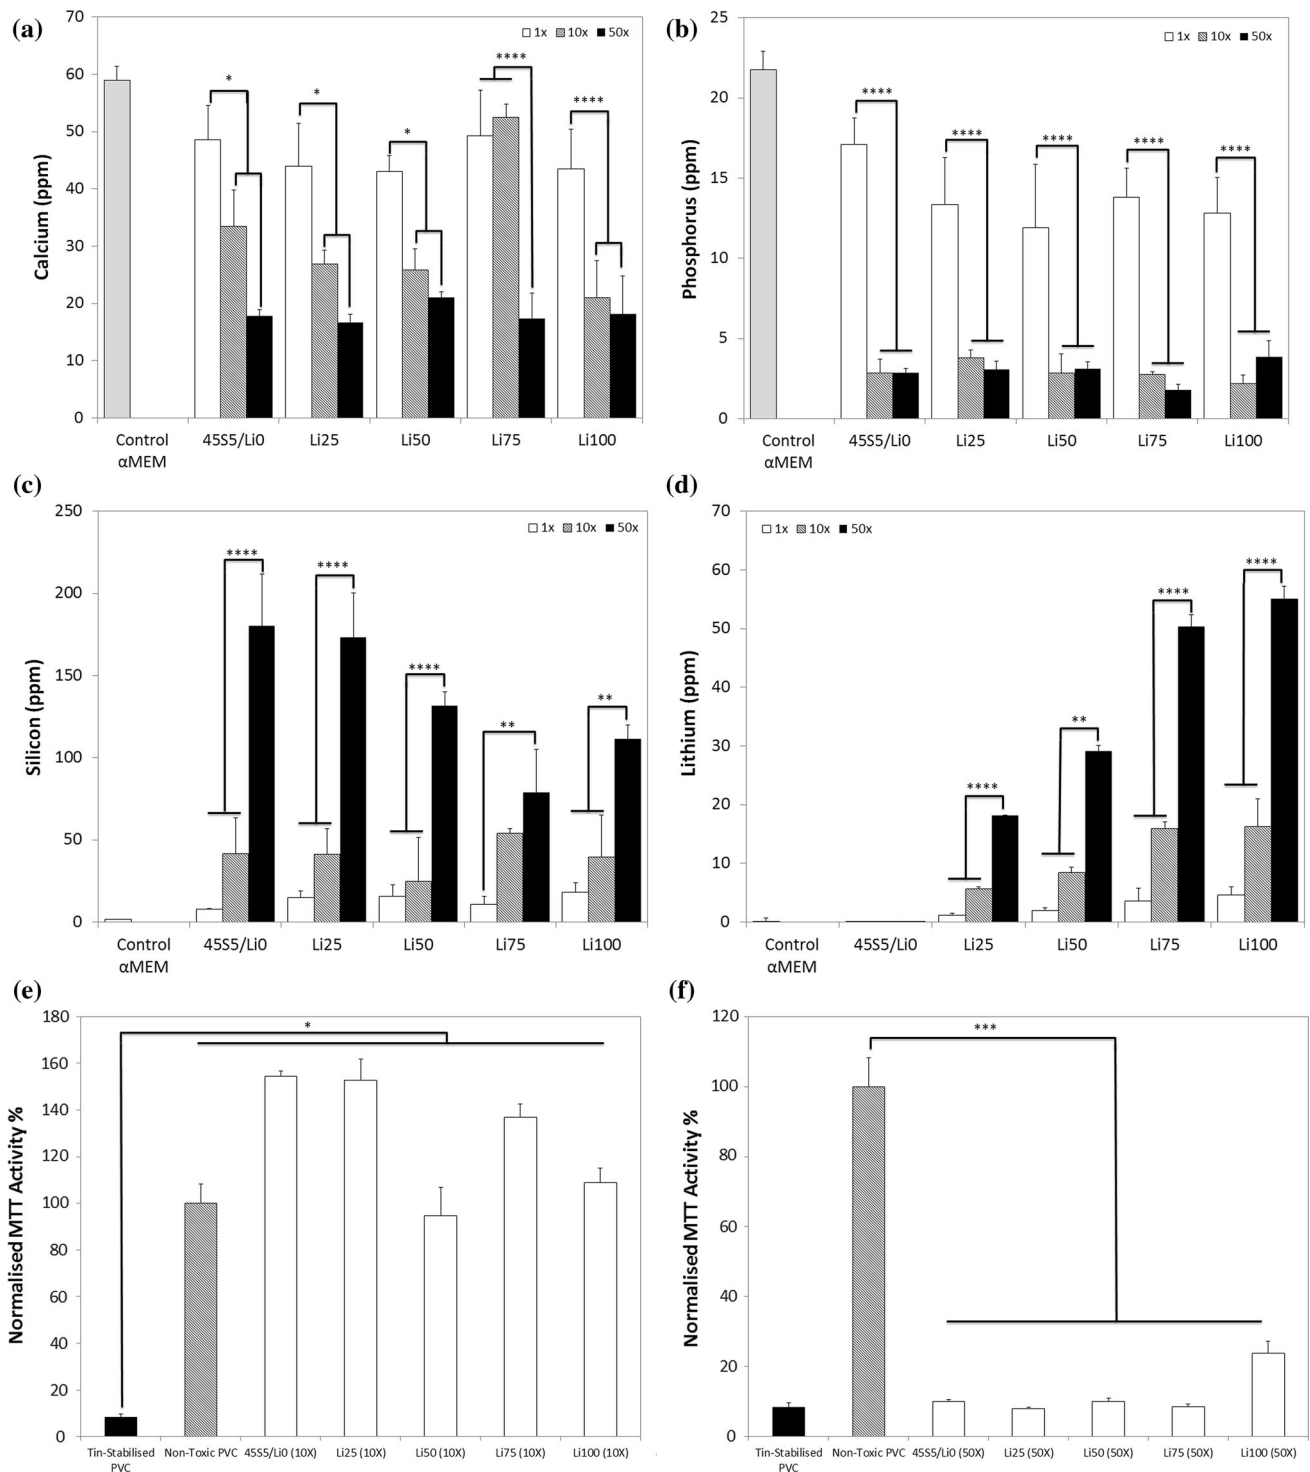 (a)
70
60
50
40
30
20
10
0
Calcium (ppm)
1x 10x 50x
*
*
*
****
****
Control αMEM
45S5/Li0
Li25
Li50
Li75
Li100
(b)
25
20
15
10
5
0
Phosphorus (ppm)
1x 10x 50x
****
****
****
****
****
Control αMEM
45S5/Li0
Li25
Li50
Li75
Li100
(c)
250
200
150
100
50
0
Silicon (ppm)
1x 10x 50x
****
****
****
**
**
Control αMEM
45S5/Li0
Li25
Li50
Li75
Li100
(d)
70
60
50
40
30
20
10
0
Lithium (ppm)
1x 10x 50x
****
**
****
****
Control αMEM
45S5/Li0
Li25
Li50
Li75
Li100
(e)
180
160
140
120
100
80
60
40
20
0
Normalised MTT Activity %
*
Tin-Stabilised PVC
Non-Toxic PVC
45S5/Li0 (10X)
Li25 (10X)
Li50 (10X)
Li75 (10X)
Li100 (10X)
(f)
120
100
80
60
40
20
0
Normalised MTT Activity %
***
Tin-Stabilised PVC
Non-Toxic PVC
45S5/Li0 (50X)
Li25 (50X)
Li50 (50X)
Li75 (50X)
Li100 (50X)